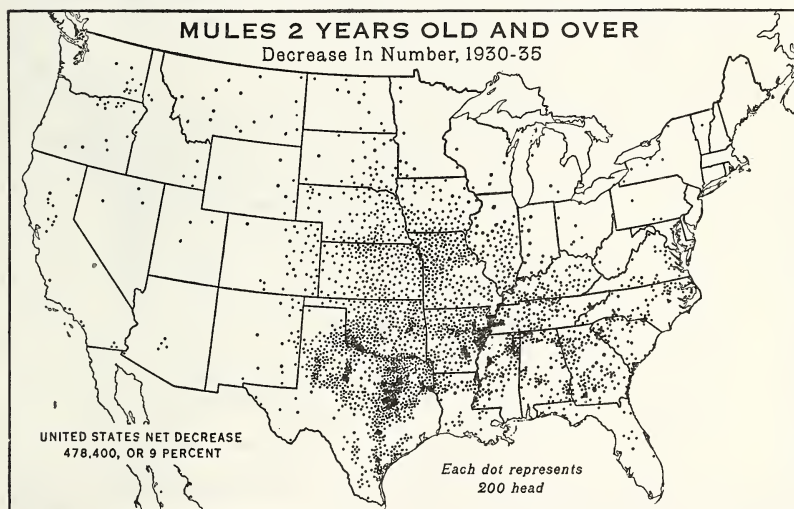 MULES 2 YEARS OLD AND OVER
Decrease In Number, 1930-35
UNITED STATES NET DECREASE
478,400, OR 9 PERCENT
Each dot represents
200 head